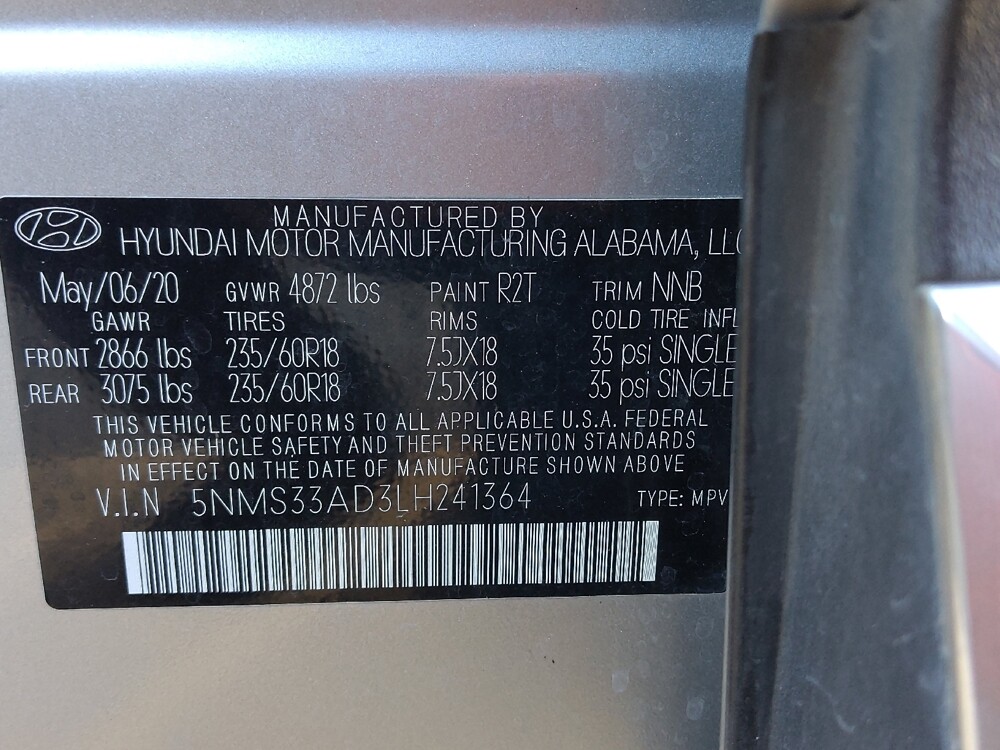 MANUFACTURED BY
HYUNDAI MOTOR MANUFACTURING ALABAMA, LLC
May/06/20 GVWR 4872 lbs PAINT R2T TRIM NNB
GAWR TIRES RIMS COLD TIRE INFL
FRONT 2866 lbs 235/60R18 7.5JX18 35 psi SINGLE
REAR 3075 lbs 235/60R18 7.5JX18 35 psi SINGLE
THIS VEHICLE CONFORMS TO ALL APPLICABLE U.S.A. FEDERAL
MOTOR VEHICLE SAFETY AND THEFT PREVENTION STANDARDS
IN EFFECT ON THE DATE OF MANUFACTURE SHOWN ABOVE
V.I.N 5NMS33AD3LH241364 TYPE: MPV